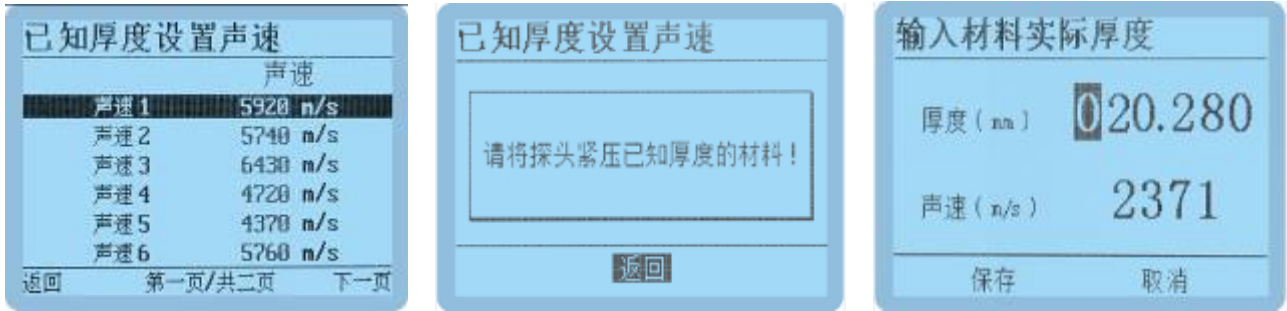 已知厚度设置声速
声速
声速1 5920 m/s
声速2 5740 m/s
声速3 6430 m/s
声速4 4720 m/s
声速5 4370 m/s
声速6 5760 m/s
返回 第一页/共二页 下一页
已知厚度设置声速
请将探头紧压已知厚度的材料！
返回
输入材料实际厚度
厚度（mm） 020.280
声速（m/s） 2371
保存 取消